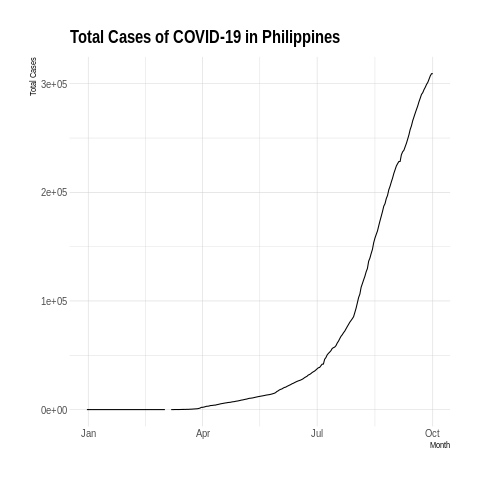 Total Cases of COVID-19 in Philippines
Total Cases
3e+05
2e+05
1e+05
0e+00
Jan Apr Jul Oct
Month